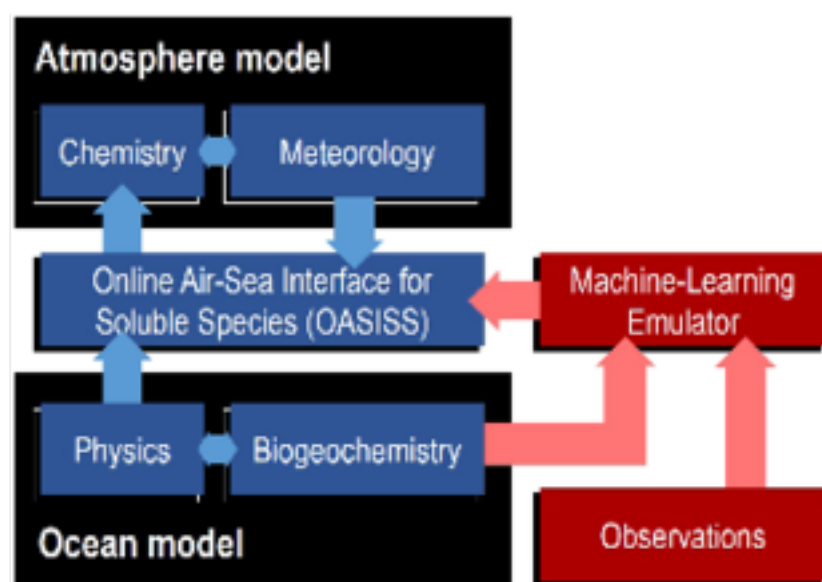 Atmosphere model
Chemistry
Meteorology
Online Air-Sea Interface for
Soluble Species (OASISS)
Machine-Learning
Emulator
Physics
Biogeochemistry
Observations
Ocean model